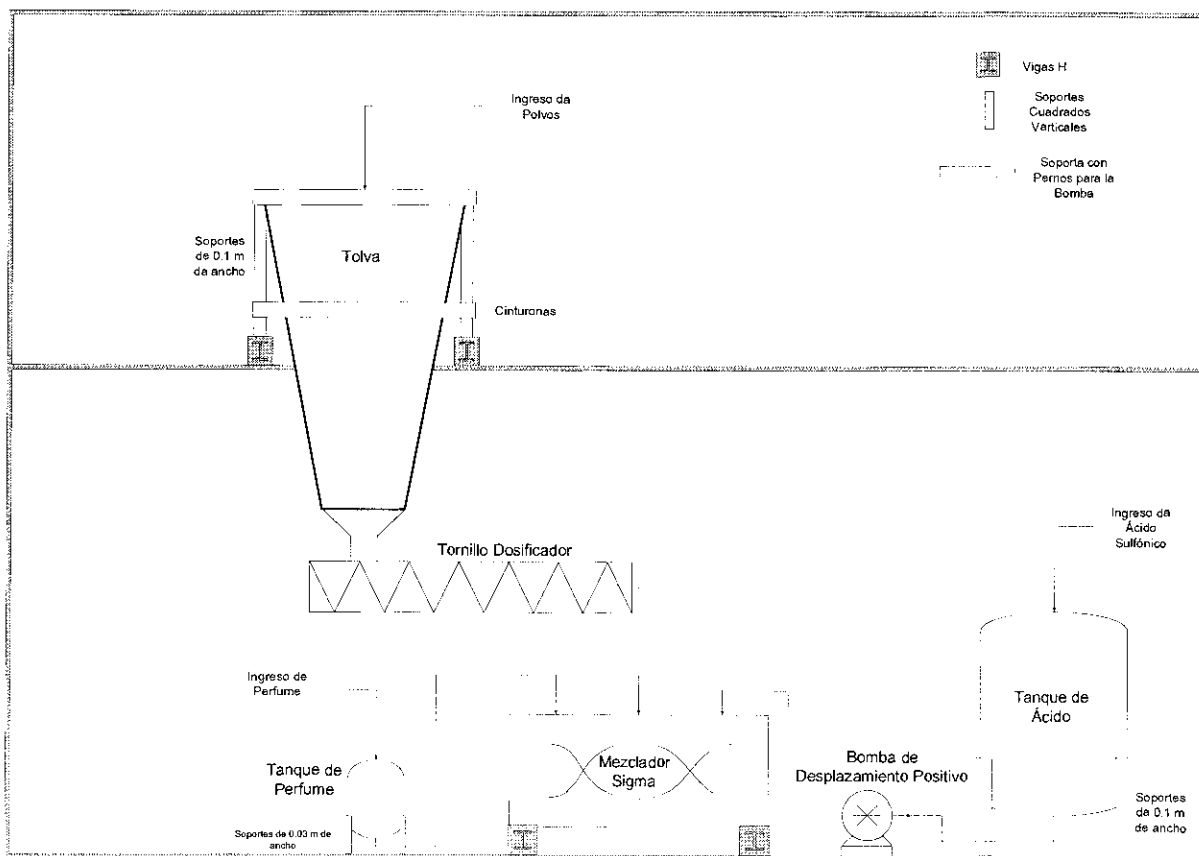 Vigas H
Soportes
Cuadrados
Varticales
Soporta con
Pernos para la
Bomba
Ingreso da
Polvos
Soportes
de 0.1 m
da ancho
Tolva
Cinturonas
Tornillo Dosificador
Ingreso da
Ácido
Sulfónico
Ingreso de
Perfume
Tanque de
Ácido
Mezclador
Sigma
Bomba de
Desplazamiento Positivo
Tanque de
Perfume
Soportes de 0.03 m de
ancho
Soportes
da 0.1 m
de ancho